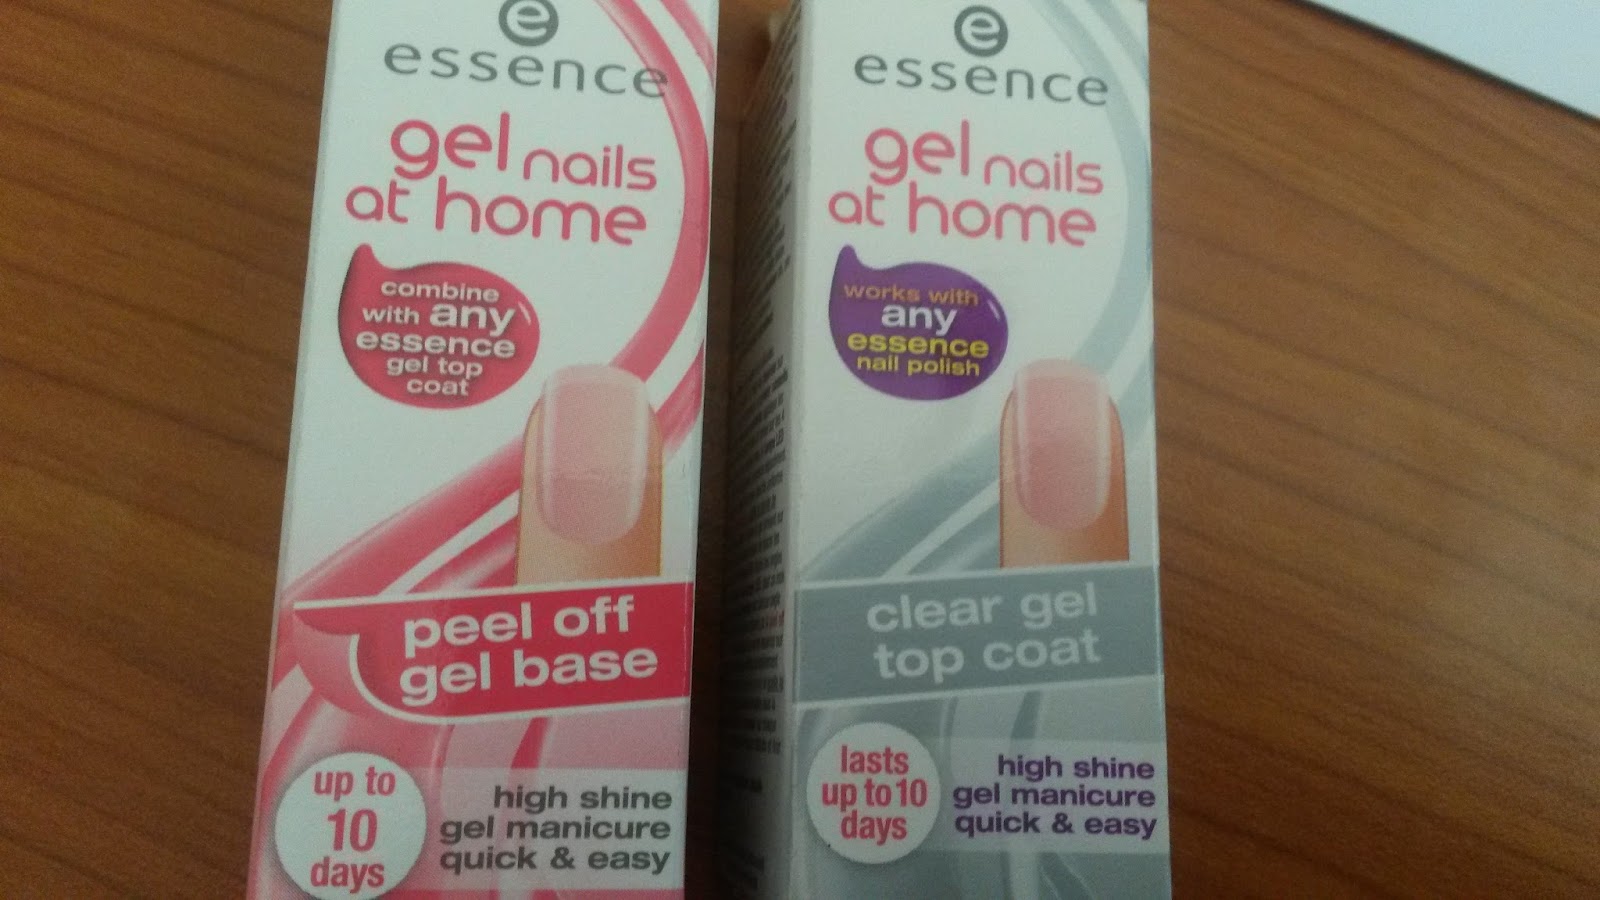 e
essence
gel nails
at home
combine
with any
essence
gel top
coat
peel off
gel base
up to
10
days
high shine
gel manicure
quick & easy
e
essence
gel nails
at home
works with
any
essence
nail polish
clear gel
top coat
lasts
up to 10
days
high shine
gel manicure
quick & easy